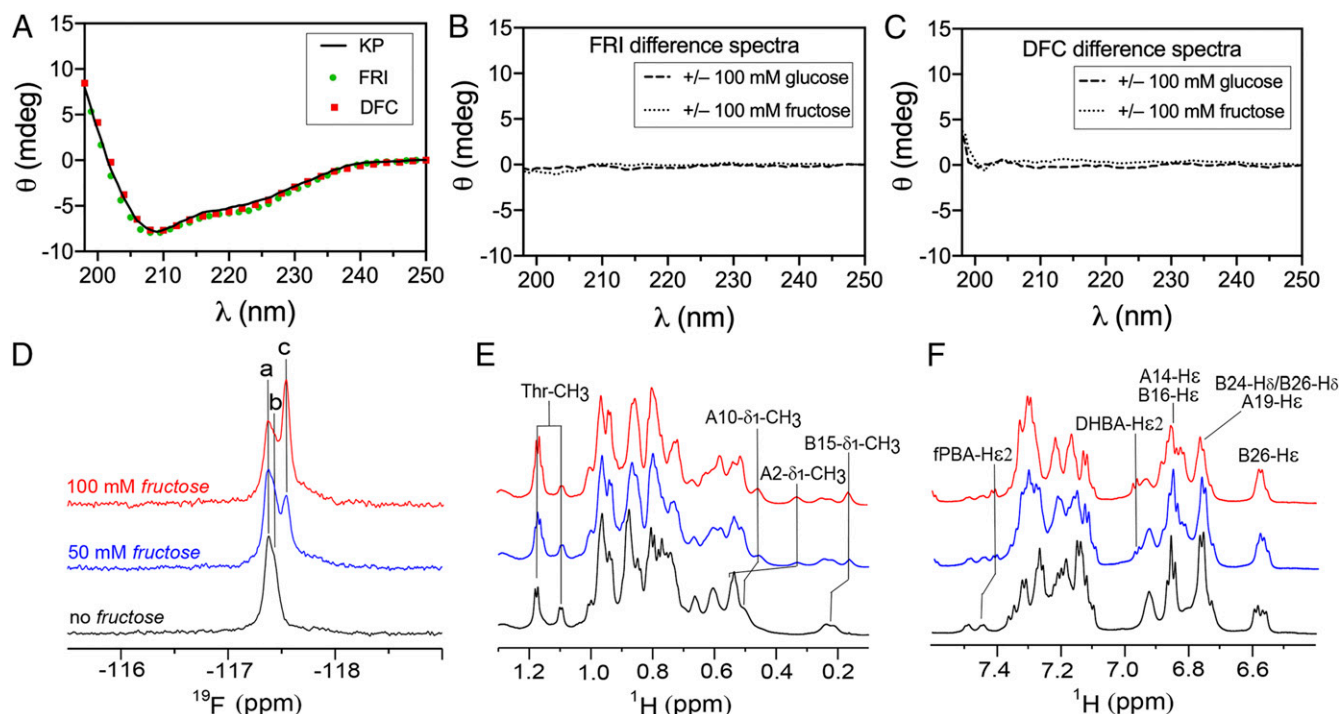 A
15
10
5
0
-5
-10
θ (mdeg)
200 210 220 230 240 250
λ (nm)
KP
FRI
DFC
B
15
10
5
0
-5
-10
θ (mdeg)
200 210 220 230 240 250
λ (nm)
FRI difference spectra
+/– 100 mM glucose
+/– 100 mM fructose
C
15
10
5
0
-5
-10
θ (mdeg)
200 210 220 230 240 250
λ (nm)
DFC difference spectra
+/– 100 mM glucose
+/– 100 mM fructose
D
a
b
c
100 mM fructose
50 mM fructose
no fructose
-116 -117 -118
19F (ppm)
E
Thr-CH3
A10-δ1-CH3
B15-δ1-CH3
A2-δ1-CH3
1.2 1.0 0.8 0.6 0.4 0.2
1H (ppm)
F
fPBA-Hε2
DHBA-Hε2
A14-Hε
B16-Hε
B24-Hδ/B26-Hδ
A19-Hε
B26-Hε
7.4 7.2 7.0 6.8 6.6
1H (ppm)